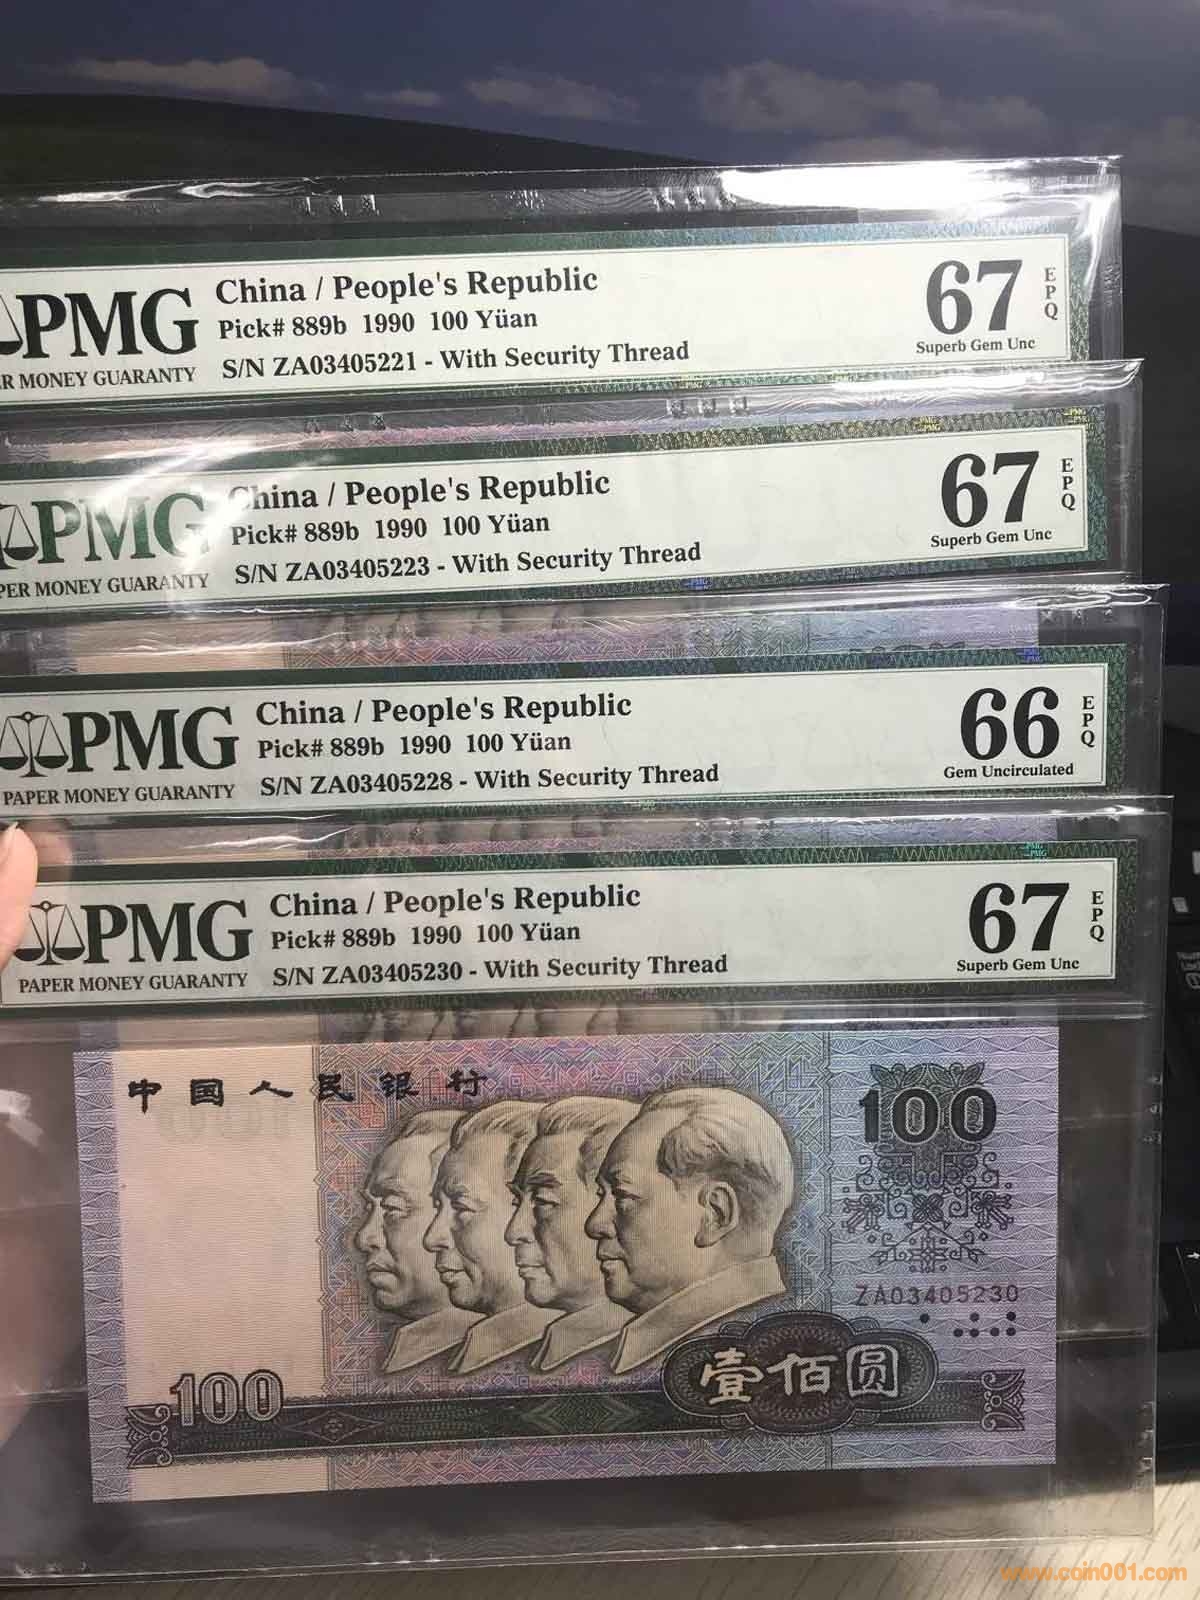 PMG
China / People's Republic
Pick# 889b 1990 100 Yüan
S/N ZA03405221 - With Security Thread
R MONEY GUARANTY
67
EPQ
Superb Gem Unc
PMG
China / People's Republic
Pick# 889b 1990 100 Yüan
S/N ZA03405223 - With Security Thread
PER MONEY GUARANTY
67
EPQ
Superb Gem Unc
PMG
China / People's Republic
Pick# 889b 1990 100 Yüan
S/N ZA03405228 - With Security Thread
PAPER MONEY GUARANTY
66
EPQ
Gem Uncirculated
PMG
China / People's Republic
Pick# 889b 1990 100 Yüan
S/N ZA03405230 - With Security Thread
PAPER MONEY GUARANTY
67
EPQ
Superb Gem Unc
中国人民银行
100
ZA03405230
壹佰圆
100
www.coin001.com